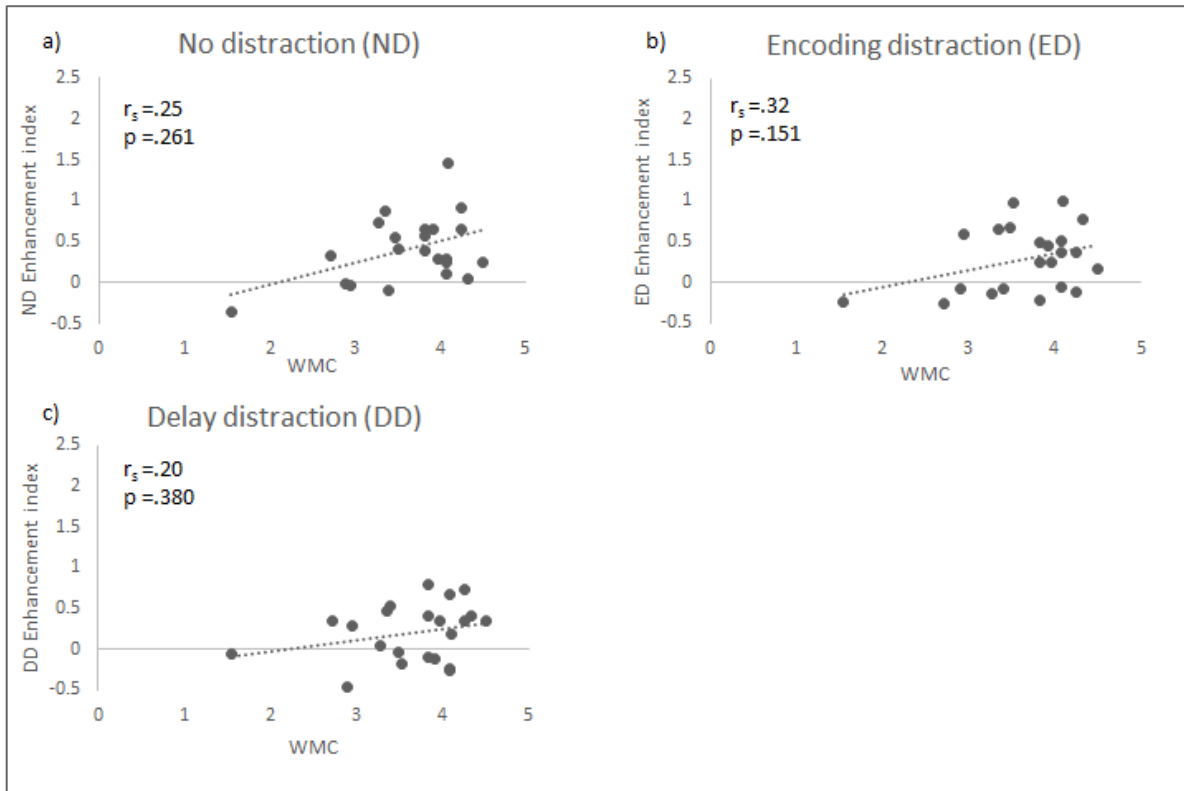 a)
No distraction (ND)
r_s =.25
p =.261
ND Enhancement index
2.5
2
1.5
1
0.5
0
-0.5
0 1 2 3 4 5
WMC
b)
Encoding distraction (ED)
r_s =.32
p =.151
ED Enhancement index
2.5
2
1.5
1
0.5
0
-0.5
0 1 2 3 4 5
WMC
c)
Delay distraction (DD)
r_s =.20
p =.380
DD Enhancement index
2.5
2
1.5
1
0.5
0
-0.5
0 1 2 3 4 5
WMC